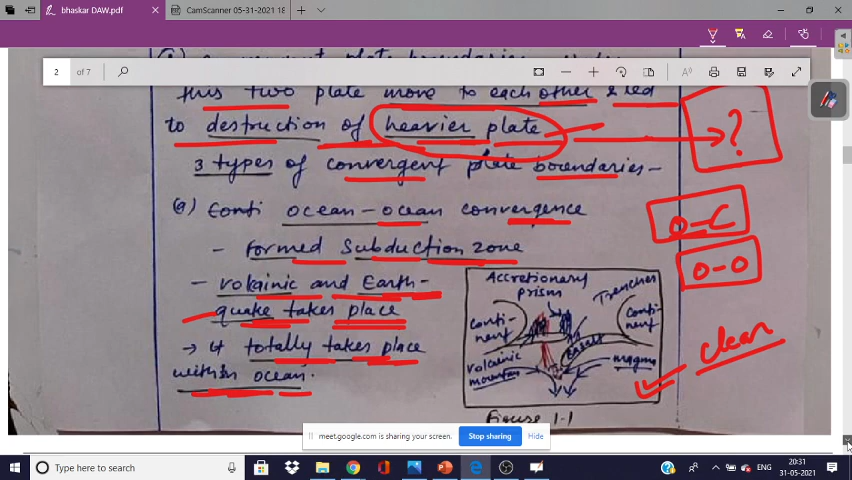 bhaskar DAW.pdf
CamScanner 05-31-2021 18
2 of 7
this two plate move to each other & led
to destruction of heavier plate
?
3 types of convergent plate boundaries-
a) Conti ocean-ocean convergence
O-C
- formed Subduction zone
O-O
- volcainic and Earth-
quake takes place
→ it totally takes place
within ocean.
Accretionary
prism
Trenches
conti-
nent
conti-
nent
Basalt
volcainic
mountain
magma
clear
Figure 1.1
meet.google.com is sharing your screen.
Stop sharing
Hide
Type here to search
ENG
20:31
31-05-2021